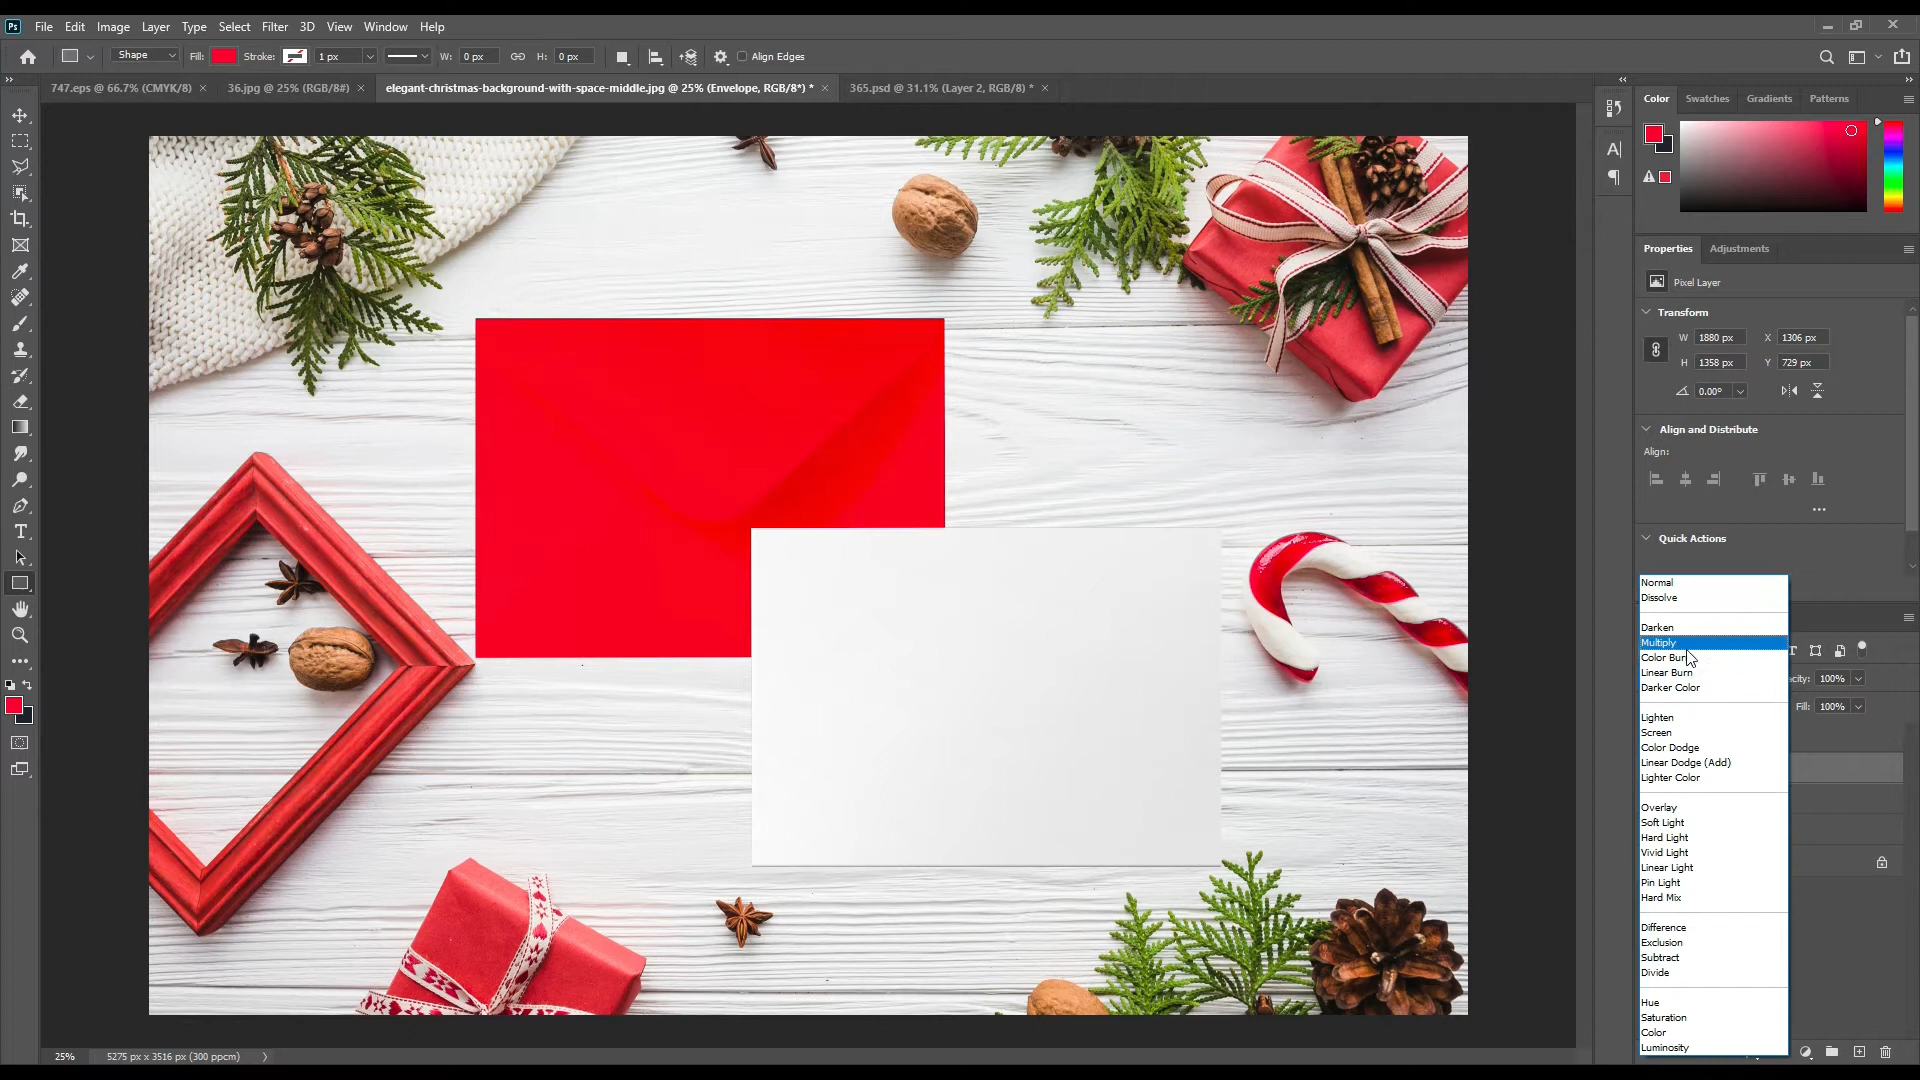 Ps File Edit Image Layer Type Select Filter 3D View Window Help
Shape Fill: Stroke: 1 px W: 0 px H: 0 px Align Edges
747.eps @ 66.7% (CMYK/8) × 36.jpg @ 25% (RGB/8#) × elegant-christmas-background-with-space-middle.jpg @ 25% (Envelope, RGB/8*) * × 365.psd @ 31.1% (Layer 2, RGB/8) * ×
Color Swatches Gradients Patterns
Properties Adjustments
Pixel Layer
Transform
W 1880 px X 1306 px
H 1358 px Y 729 px
0.00°
Align and Distribute
Align:
Quick Actions
Normal
Dissolve
Darken
Multiply
Color Burn
Linear Burn
Darker Color
Lighten
Screen
Color Dodge
Linear Dodge (Add)
Lighter Color
Overlay
Soft Light
Hard Light
Vivid Light
Linear Light
Pin Light
Hard Mix
Difference
Exclusion
Subtract
Divide
Hue
Saturation
Color
Luminosity
100%
Fill: 100%
25% 5275 px x 3516 px (300 ppcm)